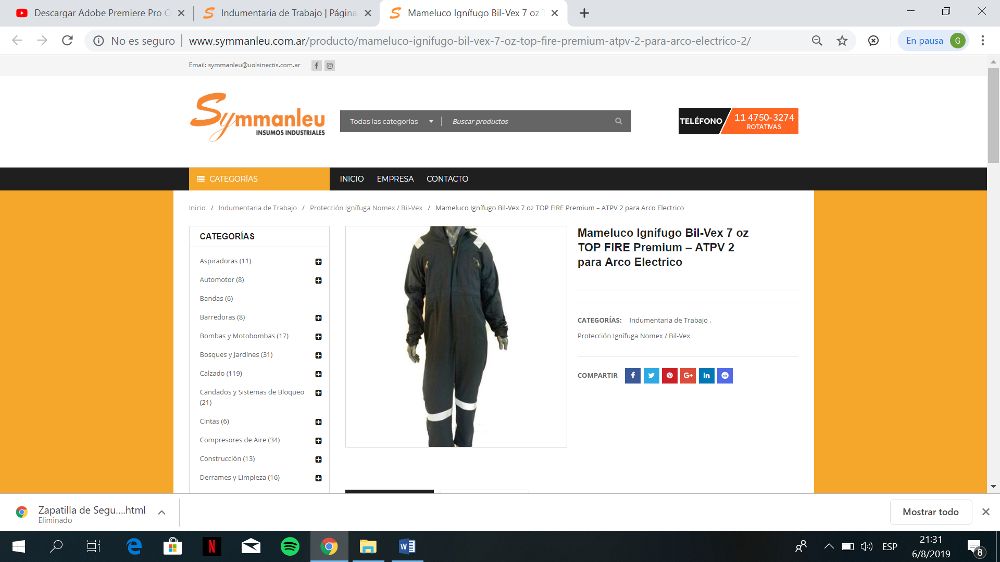 Descargar Adobe Premiere Pro C
Indumentaria de Trabajo | Página
Mameluco Ignífugo Bil-Vex 7 oz T
No es seguro
www.symmanleu.com.ar/producto/mameluco-ignifugo-bil-vex-7-oz-top-fire-premium-atpv-2-para-arco-electrico-2/
En pausa
G
Email: symmanleu@uolsinectis.com.ar
Symmanleu
INSUMOS INDUSTRIALES
Todas las categorías
Buscar productos
TELÉFONO
11 4750-3274
ROTATIVAS
CATEGORÍAS
INICIO
EMPRESA
CONTACTO
Inicio / Indumentaria de Trabajo / Protección Ignífuga Nomex / Bil-Vex / Mameluco Ignífugo Bil-Vex 7 oz TOP FIRE Premium – ATPV 2 para Arco Electrico
CATEGORÍAS
Aspiradoras (11)
Automotor (8)
Bandas (6)
Barredoras (8)
Bombas y Motobombas (17)
Bosques y Jardines (31)
Calzado (119)
Candados y Sistemas de Bloqueo
(21)
Cintas (6)
Compresores de Aire (34)
Construcción (13)
Derrames y Limpieza (16)
Mameluco Ignífugo Bil-Vex 7 oz
TOP FIRE Premium – ATPV 2
para Arco Electrico
CATEGORÍAS: Indumentaria de Trabajo ,
Protección Ignífuga Nomex / Bil-Vex
COMPARTIR
Zapatilla de Segu....html
Eliminado
Mostrar todo
ESP
21:31
6/8/2019
8